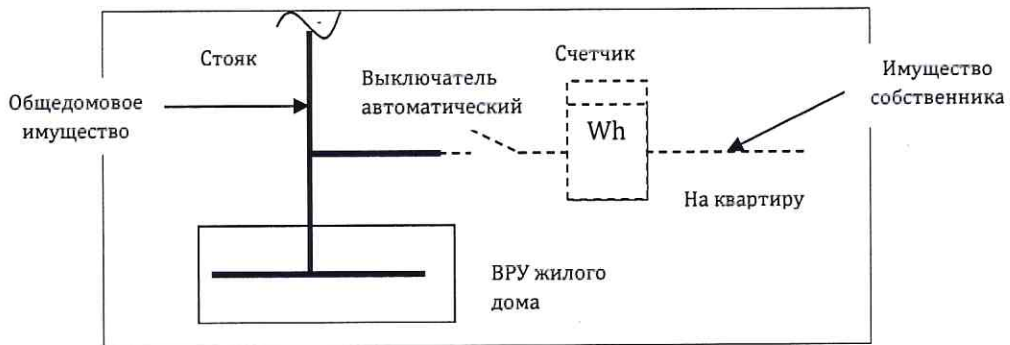 Стояк
Общедомовое
имущество
Выключатель
автоматический
Счетчик
Wh
Имущество
собственника
На квартиру
ВРУ жилого
дома